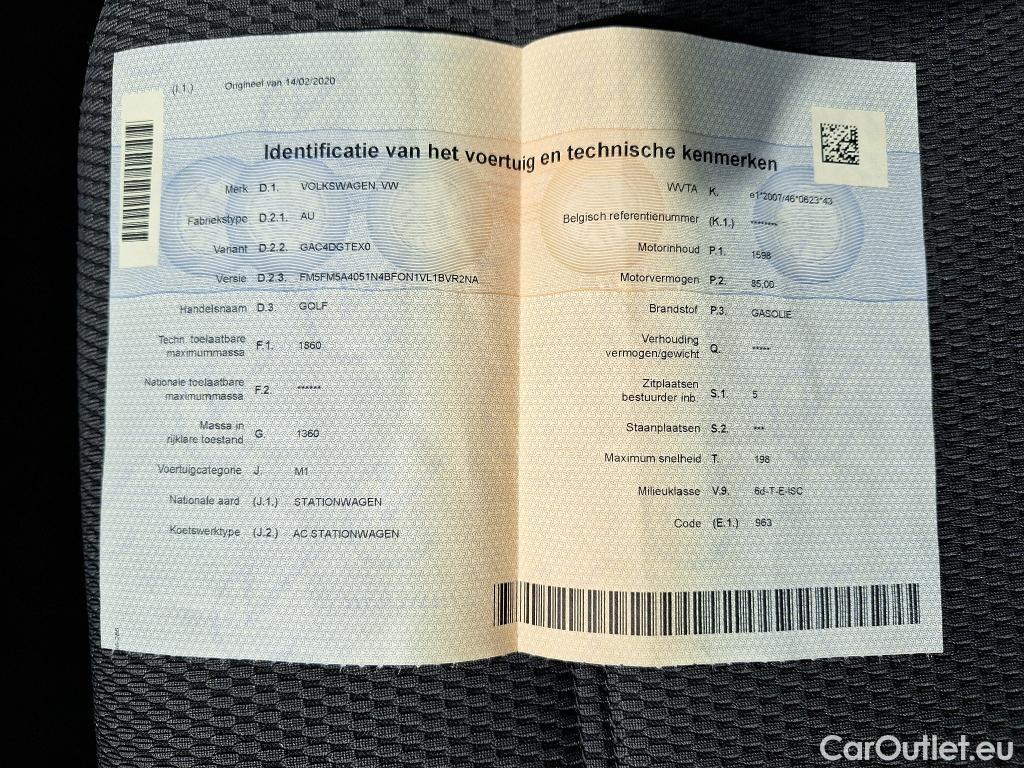 (I.1.) Origineel van 14/02/2020
Identificatie van het voertuig en technische kenmerken
Merk D.1. VOLKSWAGEN, VW
Fabriekstype D.2.1. AU
Variant D.2.2. GAC4DGTEX0
Versie D.2.3. FM5FM5A4051N4BFON1VL1BVR2NA
Handelsnaam D.3. GOLF
Techn. toelaatbare
maximummassa F.1. 1860
Nationale toelaatbare
maximummassa F.2. ******
Massa in
rijklare toestand G. 1360
Voertuigcategorie J. M1
Nationale aard (J.1.) STATIONWAGEN
Koetswerktype (J.2.) AC STATIONWAGEN
WVTA K. e1*2007/46*0623*43
Belgisch referentienummer (K.1.) ********
Motorinhoud P.1. 1598
Motorvermogen P.2. 85,00
Brandstof P.3. GASOLIE
Verhouding
vermogen/gewicht Q. *****
Zitplaatsen
bestuurder inb. S.1. 5
Staanplaatsen S.2. ***
Maximum snelheid T. 198
Milieuklasse V.9. 6d-T-E-ISC
Code (E.1.) 963
CarOutlet.eu